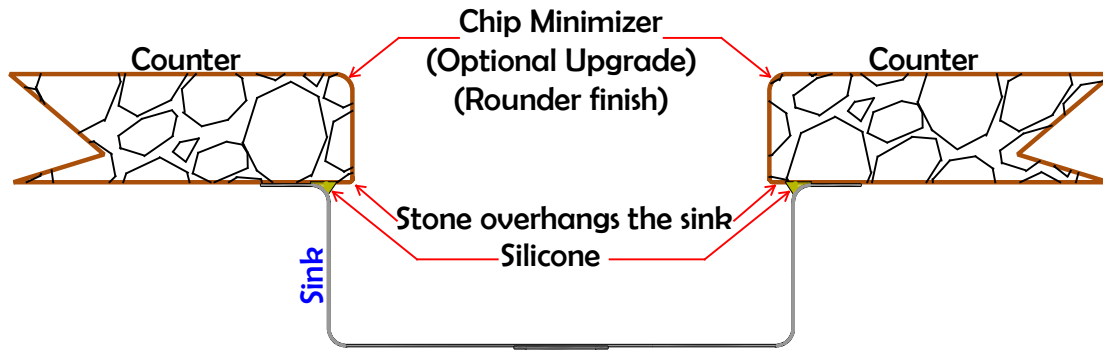 Chip Minimizer
Counter
(Optional Upgrade)
Counter
(Rounder finish)
Stone overhangs the sink
Silicone
Sink